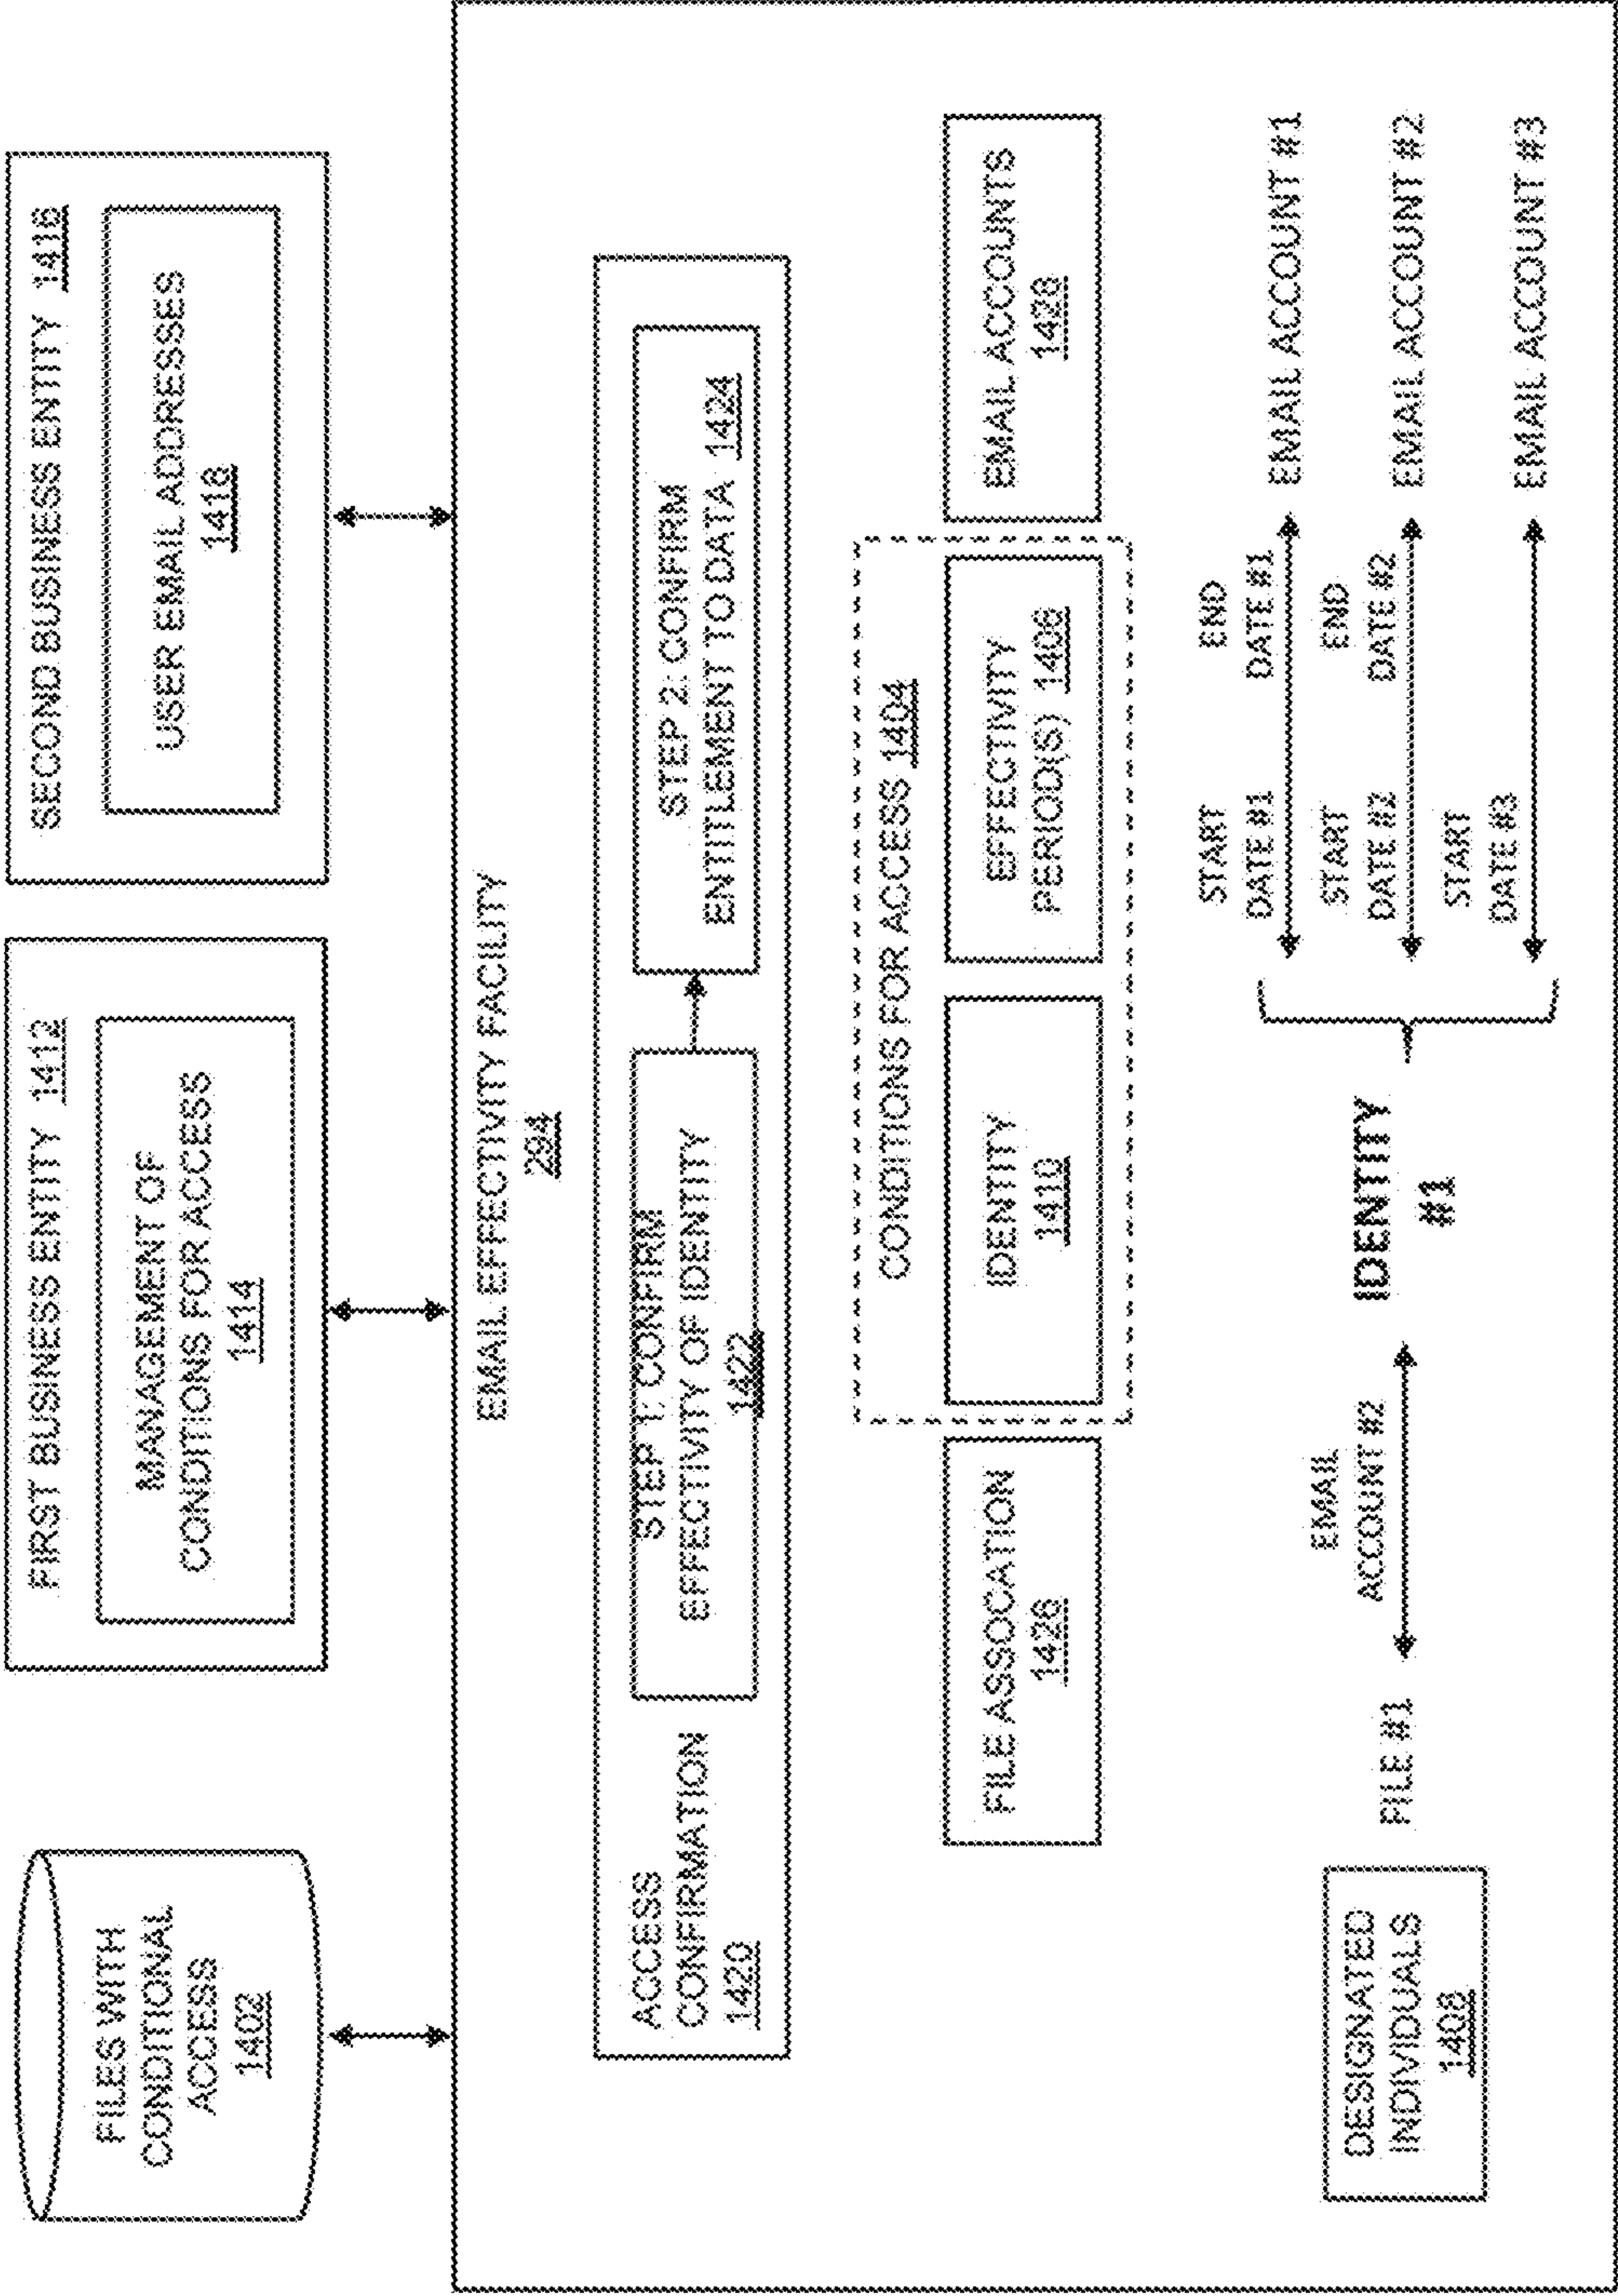 FILES WITH
CONDITIONAL
ACCESS
1402
FIRST BUSINESS ENTITY 1412
MANAGEMENT OF
CONDITIONS FOR ACCESS
1414
SECOND BUSINESS ENTITY 1416
USER EMAIL ADDRESSES
1418
EMAIL EFFECTIVITY FACILITY
294
ACCESS
CONFIRMATION
1420
STEP 1: CONFIRM
EFFECTIVITY OF IDENTITY
1422
STEP 2: CONFIRM
ENTITLEMENT TO DATA 1424
CONDITIONS FOR ACCESS 1404
FILE ASSOCATION
1426
IDENTITY
1410
EFFECTIVITY
PERIOD(S) 1406
EMAIL ACCOUNTS
1428
DESIGNATED
INDIVIDUALS
1408
FILE #1
EMAIL
ACCOUNT #2
IDENTITY
#1
START
DATE #1
END
DATE #1
EMAIL ACCOUNT #1
START
DATE #2
END
DATE #2
EMAIL ACCOUNT #2
START
DATE #3
EMAIL ACCOUNT #3